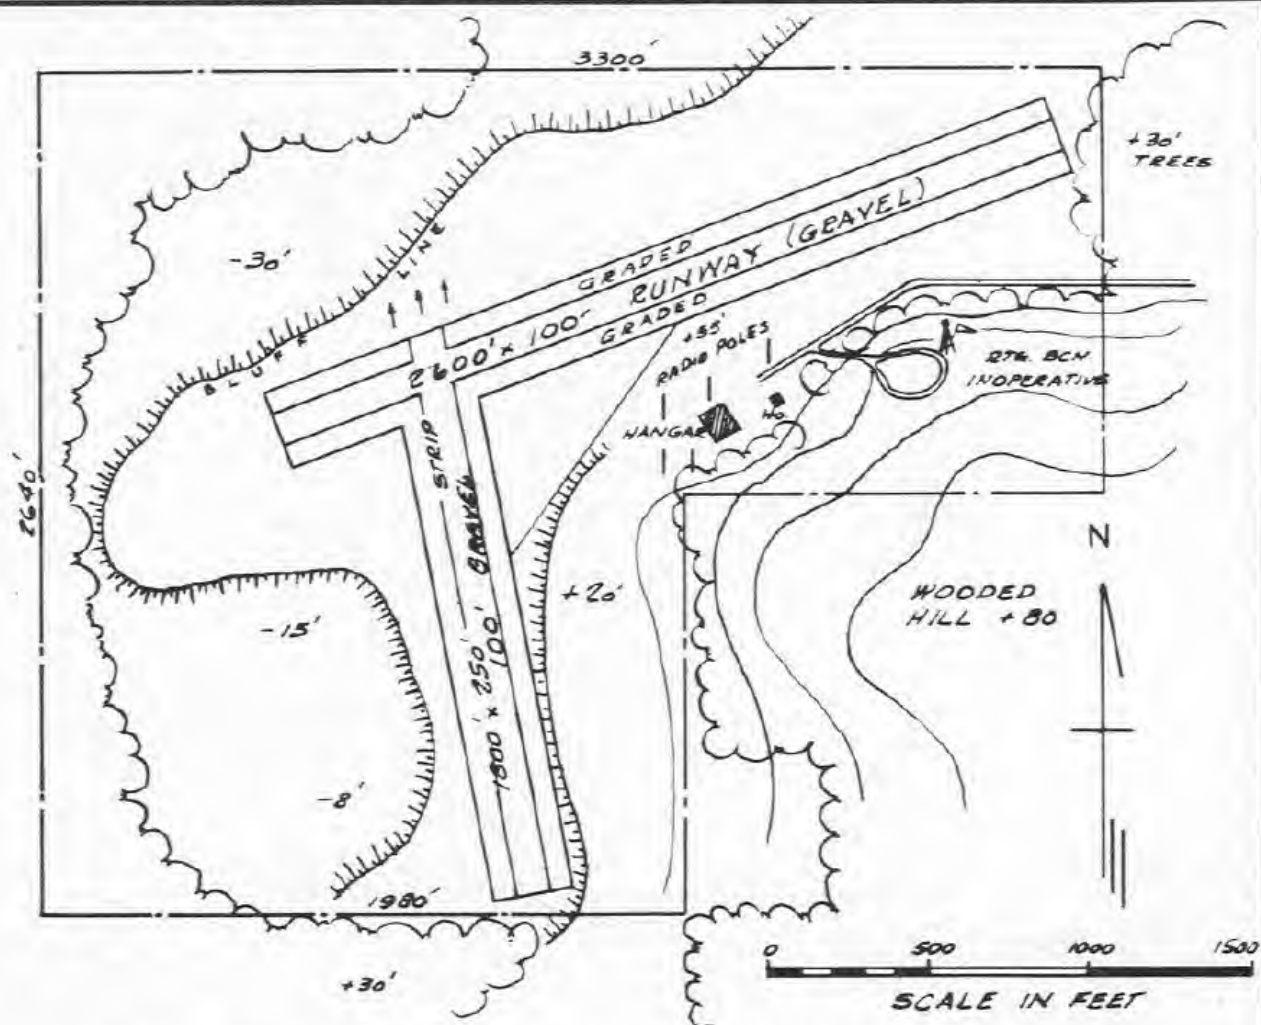 3300'
+30'
TREES
-30'
BLUFF LINE
GRADED
2600' x 100' RUNWAY (GRAVEL)
GRADED
+35'
RADIO POLES
RTG. BCN
INOPERATIVE
HO.
HANGAR
2640'
STRIP
GRAVEL
1800' x 250'
100'
N
+20'
WOODED
HILL +80
-15'
-8'
1980'
+30'
0 500 1000 1500
SCALE IN FEET